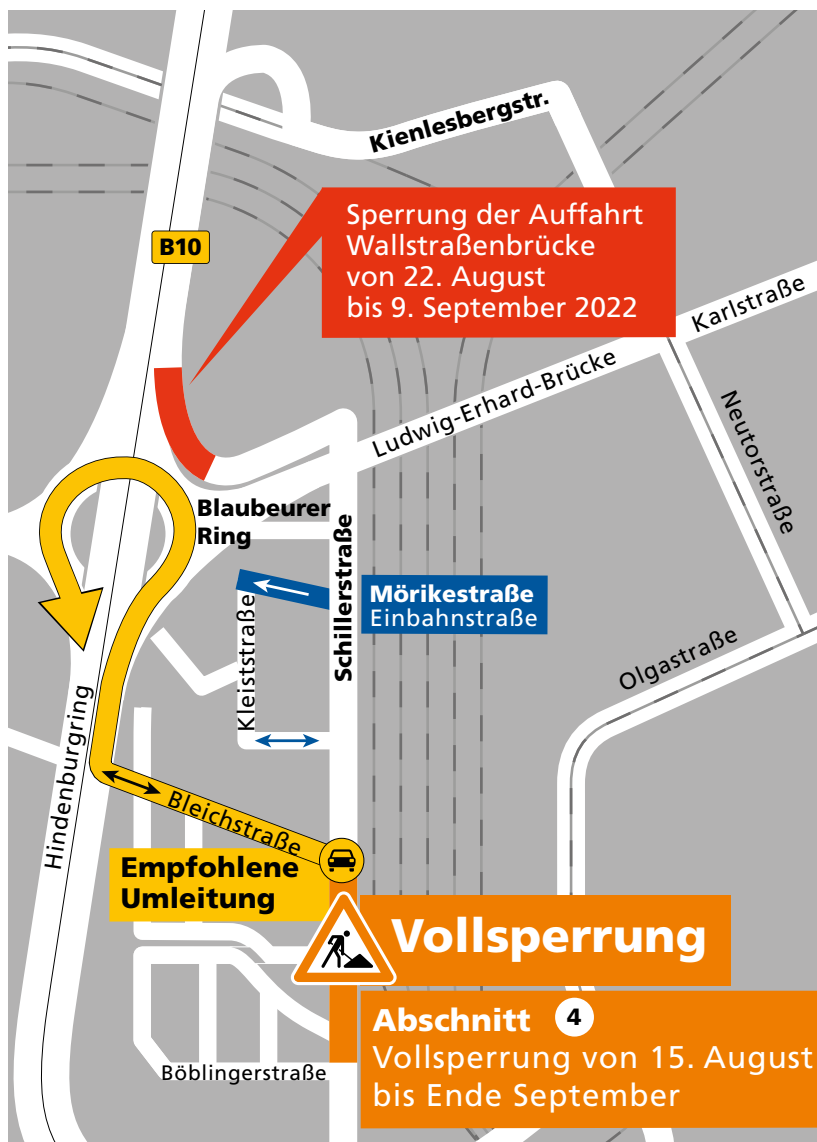 Kienlesbergstr.
Sperrung der Auffahrt
Wallstraßenbrücke
von 22. August
bis 9. September 2022
B10
Karlstraße
Ludwig-Erhard-Brücke
Neutorstraße
Blaubeurer
Ring
Schillerstraße
Mörikestraße
Einbahnstraße
Kleiststraße
Olgastraße
Hindenburgring
Bleichstraße
Empfohlene
Umleitung
Vollsperrung
Abschnitt 4
Vollsperrung von 15. August
bis Ende September
Böblingerstraße